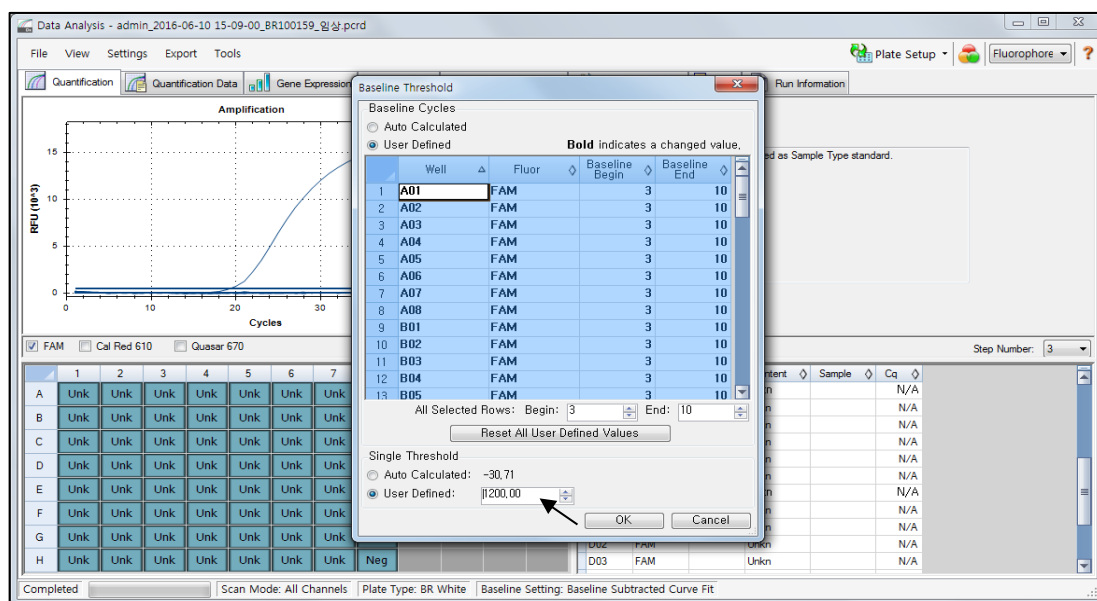 Data Analysis - admin_2016-06-10 15-09-00_BR100159_임상.pcrd
File View Settings Export Tools Plate Setup Fluorophore ?
Quantification Quantification Data Gene Expression Run Information
Baseline Threshold
Baseline Cycles
Auto Calculated
User Defined Bold indicates a changed value.
Well Fluor Baseline Begin Baseline End
1 A01 FAM 3 10
2 A02 FAM 3 10
3 A03 FAM 3 10
4 A04 FAM 3 10
5 A05 FAM 3 10
6 A06 FAM 3 10
7 A07 FAM 3 10
8 A08 FAM 3 10
9 B01 FAM 3 10
10 B02 FAM 3 10
11 B03 FAM 3 10
12 B04 FAM 3 10
13 B05 FAM 3 10
All Selected Rows: Begin: 3 End: 10
Reset All User Defined Values
Single Threshold
Auto Calculated: -30,71
User Defined: 1200,00
OK Cancel
Amplification
RFU (10^3)
15
10
5
0
0 10 20 30
Cycles
ed as Sample Type standard.
FAM Cal Red 610 Quasar 670
Step Number: 3
1 2 3 4 5 6 7
A Unk Unk Unk Unk Unk Unk Unk
B Unk Unk Unk Unk Unk Unk Unk
C Unk Unk Unk Unk Unk Unk Unk
D Unk Unk Unk Unk Unk Unk Unk
E Unk Unk Unk Unk Unk Unk Unk
F Unk Unk Unk Unk Unk Unk Unk
G Unk Unk Unk Unk Unk Unk Unk
H Unk Unk Unk Unk Unk Unk Unk Neg
ntent Sample Cq
n N/A
n N/A
n N/A
n N/A
n N/A
n N/A
n N/A
n N/A
n N/A
D02 FAM Unkn N/A
D03 FAM Unkn N/A
Completed Scan Mode: All Channels Plate Type: BR White Baseline Setting: Baseline Subtracted Curve Fit